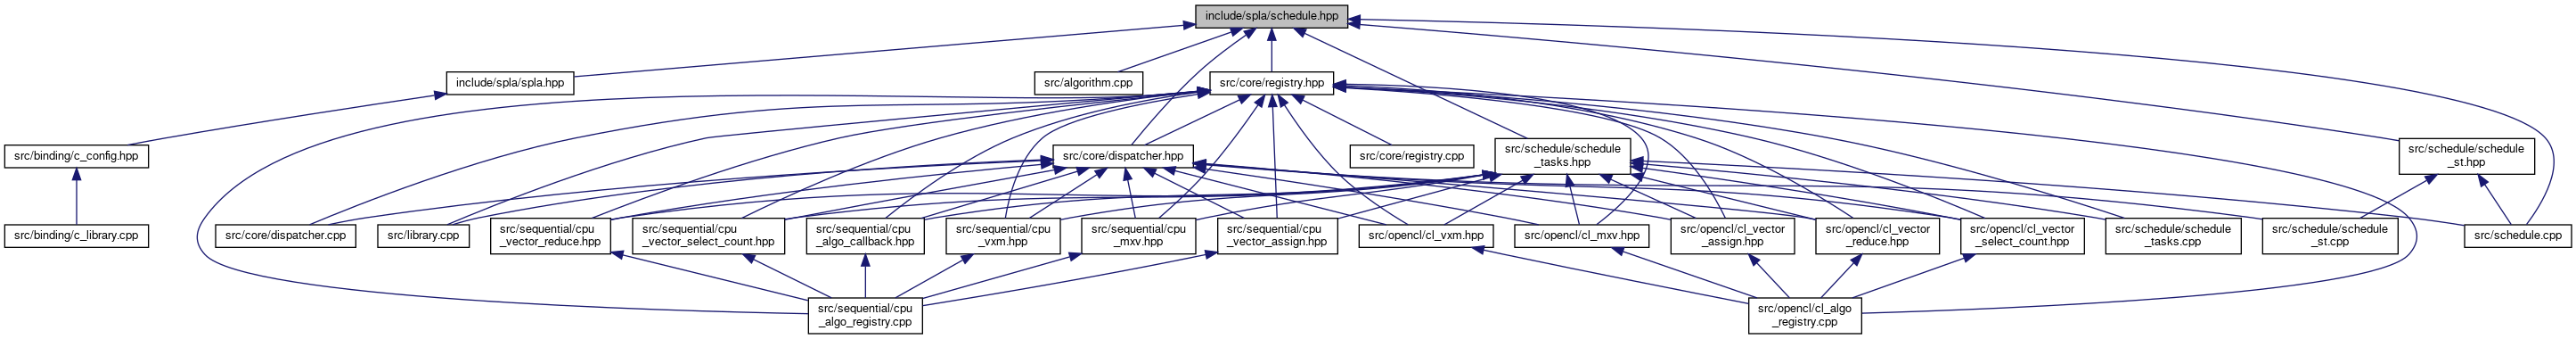 include/spla/schedule.hpp
include/spla/spla.hpp
src/algorithm.cpp
src/core/registry.hpp
src/binding/c_config.hpp
src/core/dispatcher.hpp
src/core/registry.cpp
src/schedule/schedule
_tasks.hpp
src/schedule/schedule
_st.hpp
src/binding/c_library.cpp
src/core/dispatcher.cpp
src/library.cpp
src/sequential/cpu
_vector_reduce.hpp
src/sequential/cpu
_vector_select_count.hpp
src/sequential/cpu
_algo_callback.hpp
src/sequential/cpu
_vxm.hpp
src/sequential/cpu
_mxv.hpp
src/sequential/cpu
_vector_assign.hpp
src/opencl/cl_vxm.hpp
src/opencl/cl_mxv.hpp
src/opencl/cl_vector
_assign.hpp
src/opencl/cl_vector
_reduce.hpp
src/opencl/cl_vector
_select_count.hpp
src/schedule/schedule
_tasks.cpp
src/schedule/schedule
_st.cpp
src/schedule.cpp
src/sequential/cpu
_algo_registry.cpp
src/opencl/cl_algo
_registry.cpp